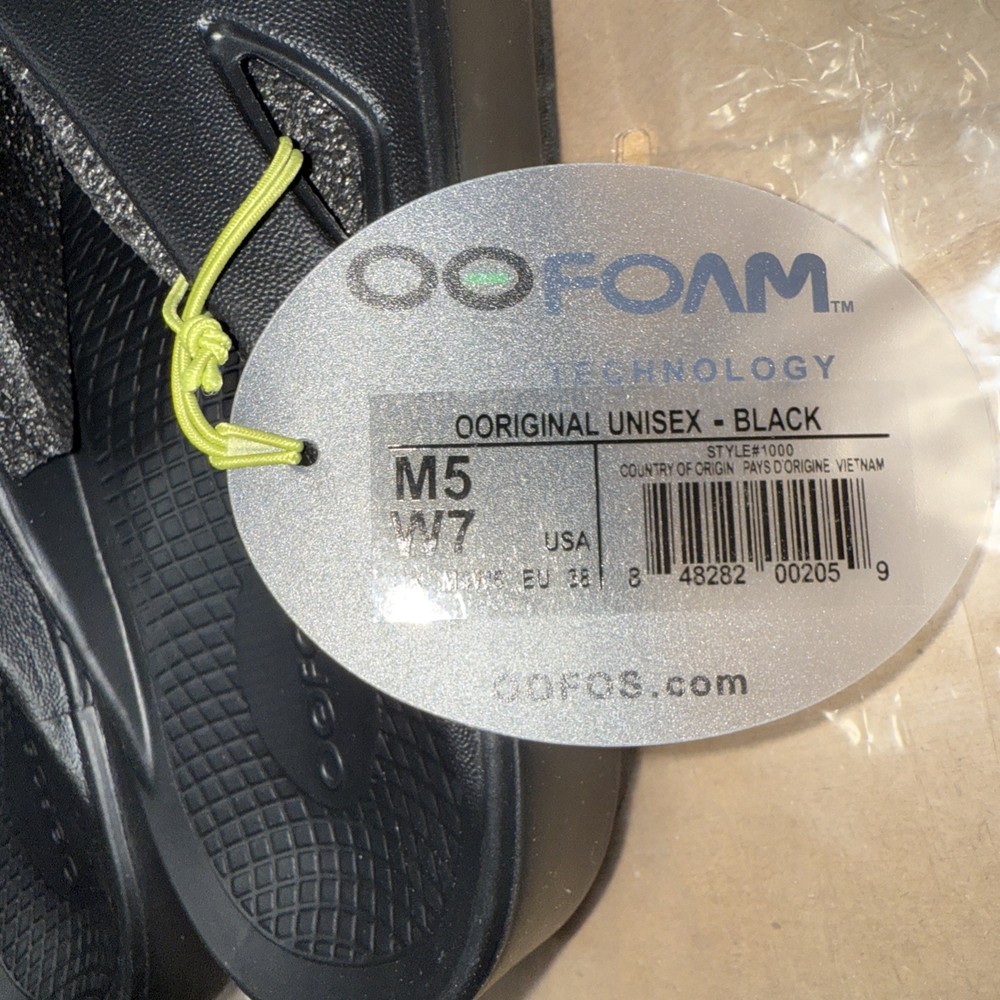 OOFOAM™
TECHNOLOGY
OORIGINAL UNISEX - BLACK
M5
W7
USA
EU 38
STYLE#1000
COUNTRY OF ORIGIN PAYS D'ORIGINE VIETNAM
8 48282 00205 9
OOFOS.com
OOFOS